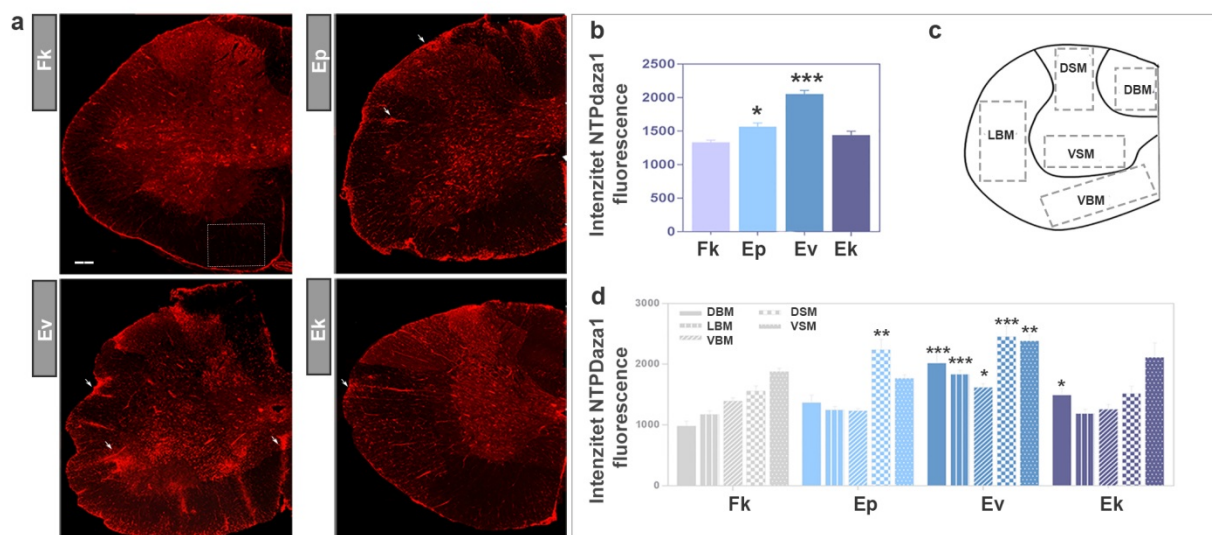 a
Fk
Ep
Ev
Ek
b
Intenzitet NTPdaza1
fluorescence
2500
2000
1500
1000
500
0
*
***
Fk Ep Ev Ek
c
DSM
DBM
LBM
VSM
VBM
d
Intenzitet NTPDaza1
fluorescence
3000
2000
1000
0
DBM DSM
LBM VSM
VBM
**
*** *** * *** **
*
Fk Ep Ev Ek